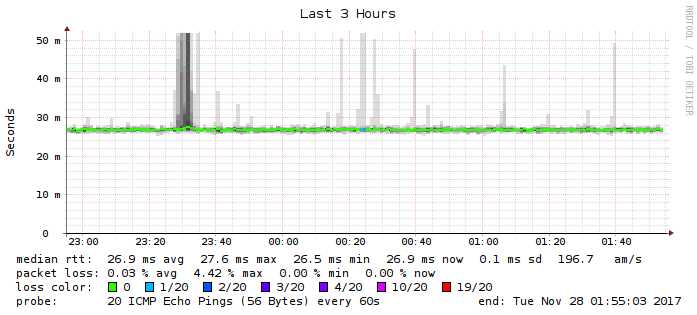 Last 3 Hours
RRDTOOL / TOBI OETIKER
Seconds
50 m
40 m
30 m
20 m
10 m
0
23:00 23:20 23:40 00:00 00:20 00:40 01:00 01:20 01:40
median rtt: 26.9 ms avg 27.6 ms max 26.5 ms min 26.9 ms now 0.1 ms sd 196.7 am/s
packet loss: 0.03 % avg 4.42 % max 0.00 % min 0.00 % now
loss color: 0 1/20 2/20 3/20 4/20 10/20 19/20
probe: 20 ICMP Echo Pings (56 Bytes) every 60s end: Tue Nov 28 01:55:03 2017